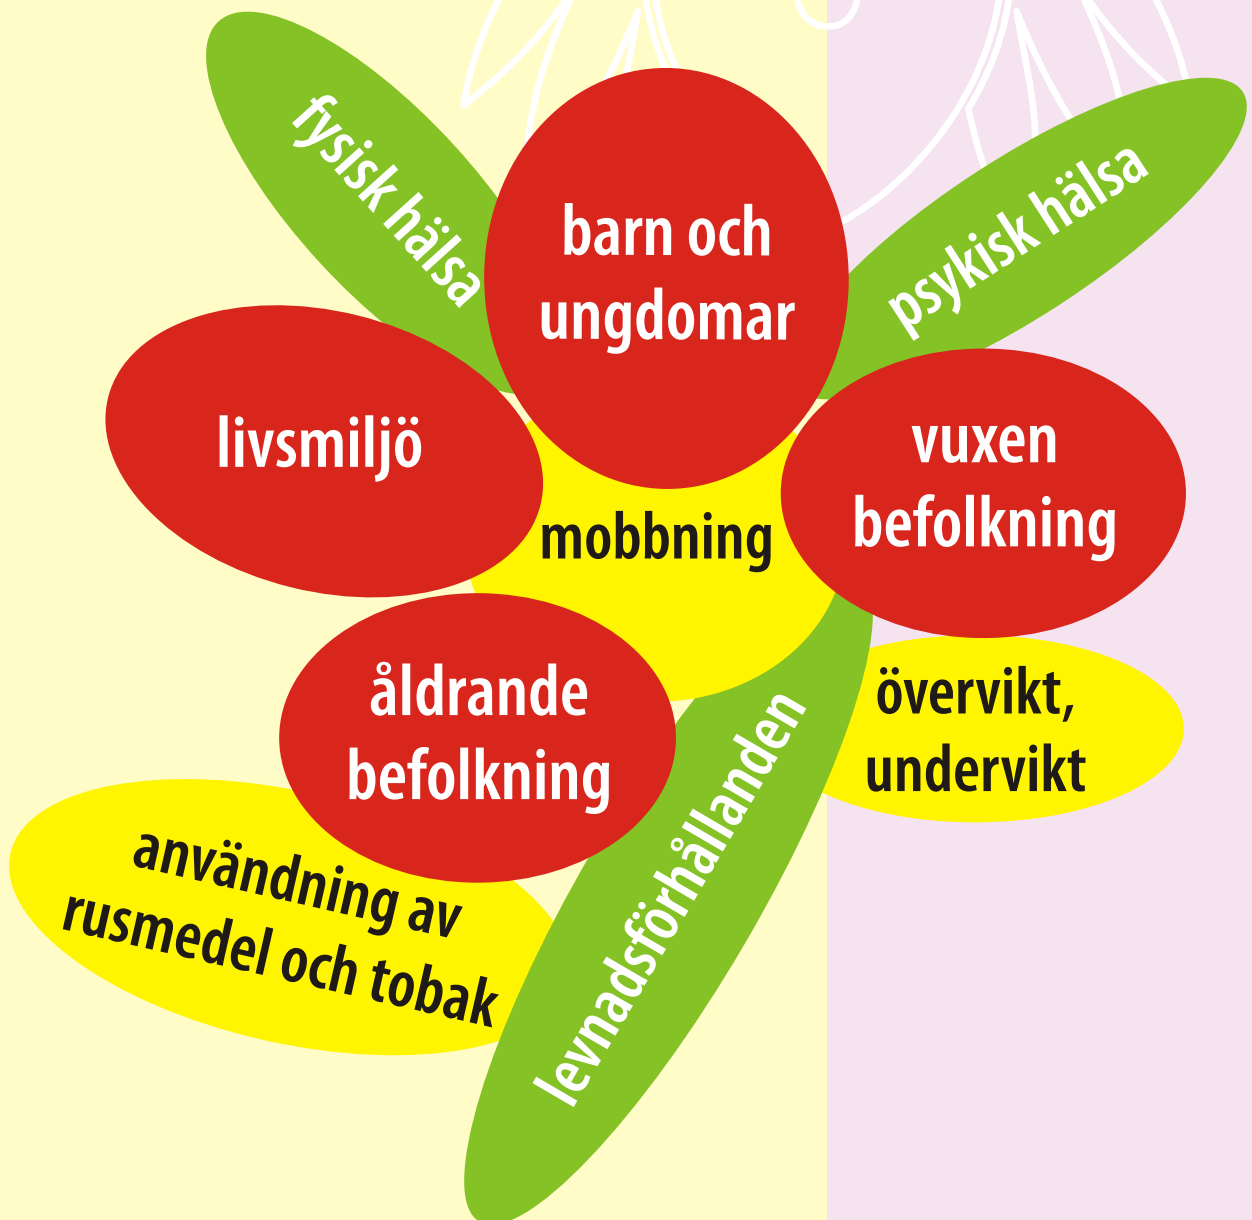 fysisk hälsa
barn och
ungdomar
psykisk hälsa
livsmiljö
vuxen
befolkning
mobbning
åldrande
befolkning
övervikt,
undervikt
levnadsförhållanden
användning av
rusmedel och tobak